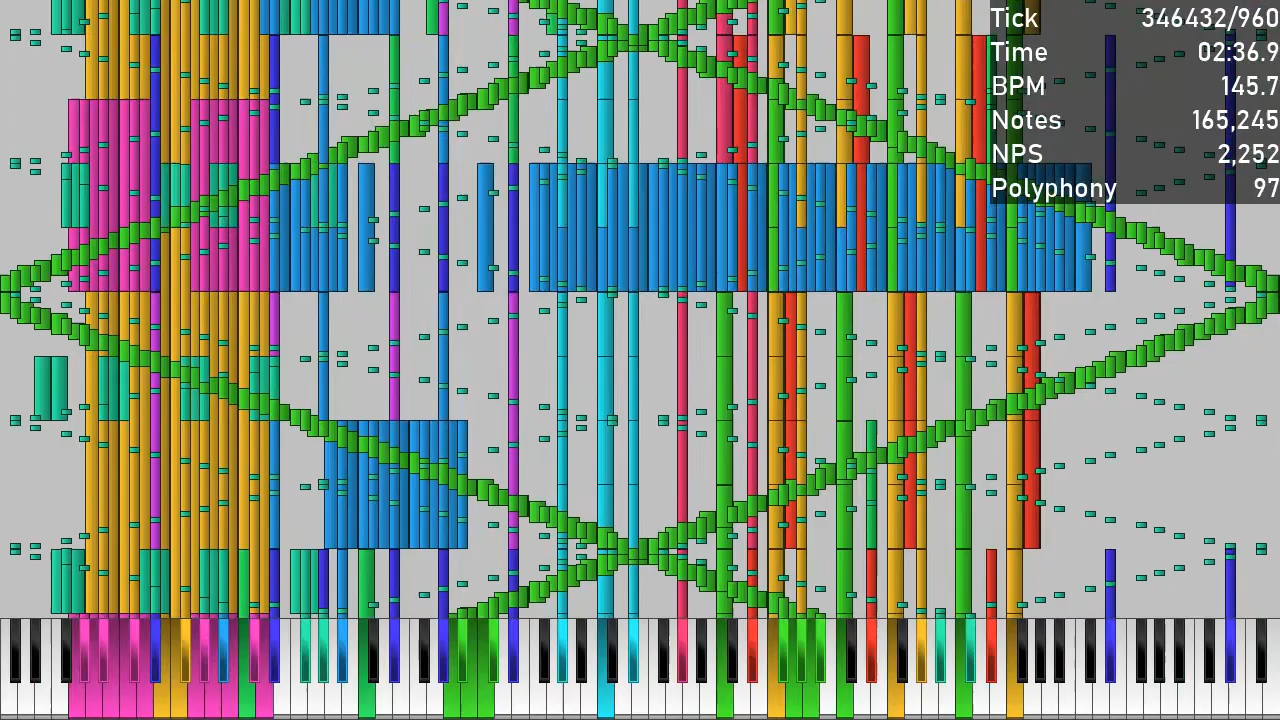 Tick 346432/960
Time 02:36.9
BPM 145.7
Notes 165,245
NPS 2,252
Polyphony 97